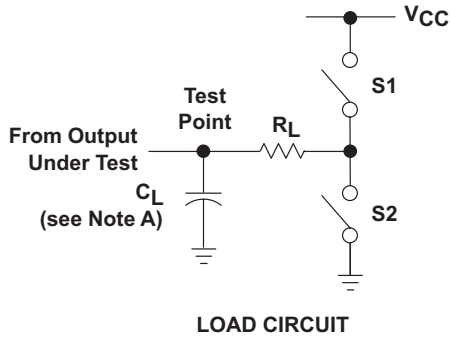 VCC
S1
Test
Point
RL
From Output
Under Test
CL
(see Note A)
S2
LOAD CIRCUIT